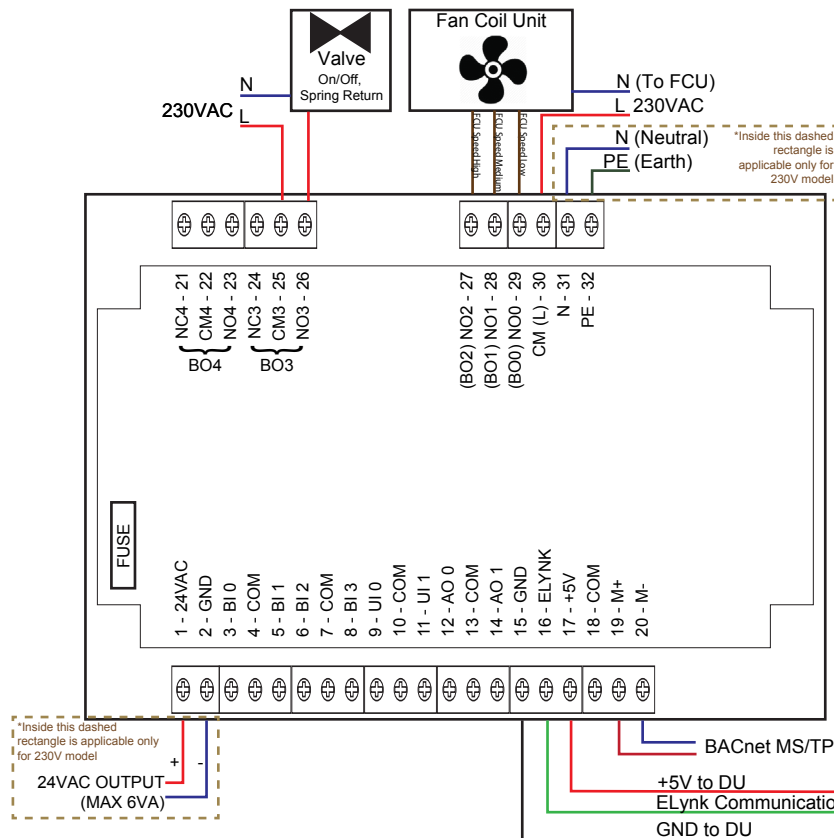 Fan Coil Unit
Valve
On/Off,
Spring Return
N
230VAC
L
N (To FCU)
L 230VAC
N (Neutral)
PE (Earth)
*Inside this dashed
rectangle is
applicable only for
230V model
FCU Speed High
FCU Speed Medium
FCU Speed Low
NC4 - 21
CM4 - 22
NO4 - 23
NC3 - 24
CM3 - 25
NO3 - 26
BO4
BO3
(BO2) NO2 - 27
(BO1) NO1 - 28
(BO0) NO0 - 29
CM (L) - 30
N - 31
PE - 32
FUSE
1 - 24VAC
2 - GND
3 - BI 0
4 - COM
5 - BI 1
6 - BI 2
7 - COM
8 - BI 3
9 - UI 0
10 - COM
11 - UI 1
12 - AO 0
13 - COM
14 - AO 1
15 - GND
16 - ELYNK
17 - +5V
18 - COM
19 - M+
20 - M-
*Inside this dashed
rectangle is applicable only
for 230V model
+ -
24VAC OUTPUT
(MAX 6VA)
BACnet MS/TP
+5V to DU
ELynk Communicatio
GND to DU